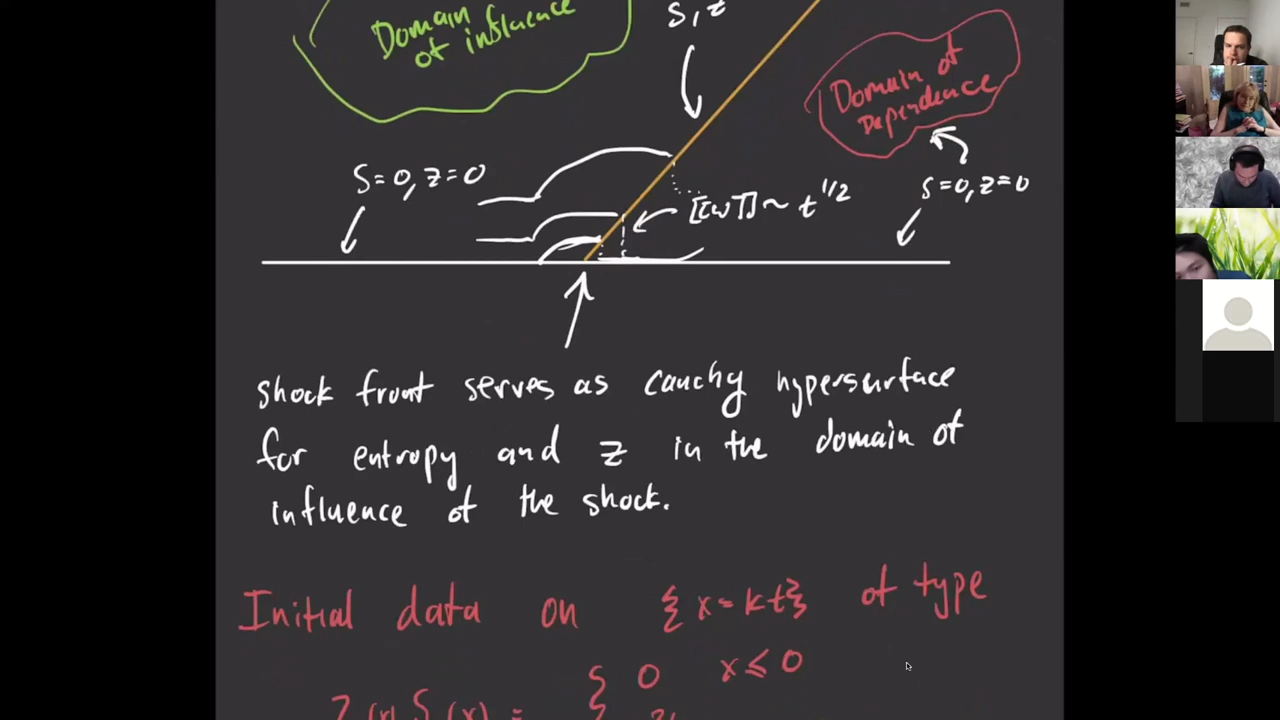 Domain
of influence
S, z
Domain of
Dependence
S=0, z=0
[[w]] ~ t^{1/2}
S=0, z=0
Shock front serves as cauchy hypersurface
for entropy and z in the domain of
influence of the shock.
Initial data on {x=kt} of type
{ 0 x ≤ 0